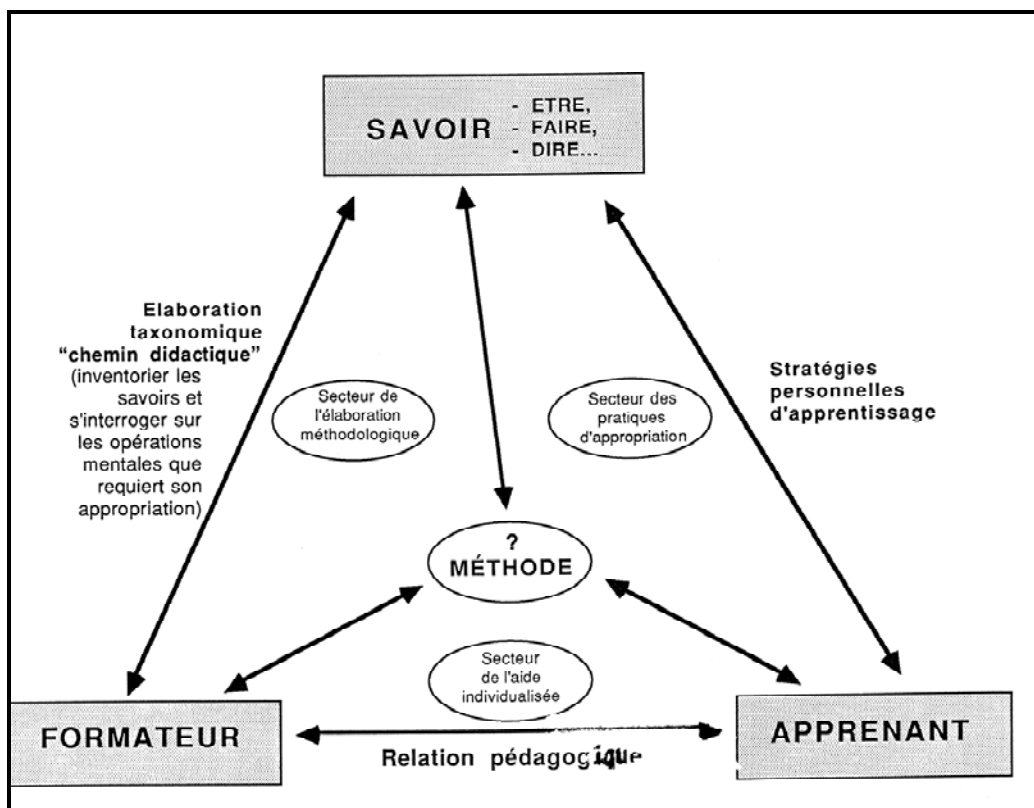 SAVOIR
- ETRE,
- FAIRE,
- DIRE...
Elaboration
taxonomique
“chemin didactique”
(inventorier les
savoirs et
s'interroger sur
les opérations
mentales que
requiert son
appropriation)
Secteur de
l'élaboration
méthodologique
Secteur des
pratiques
d'appropriation
Stratégies
personnelles
d'apprentissage
?
MÉTHODE
Secteur
de l'aide
individualisée
FORMATEUR
APPRENANT
Relation pédagogique